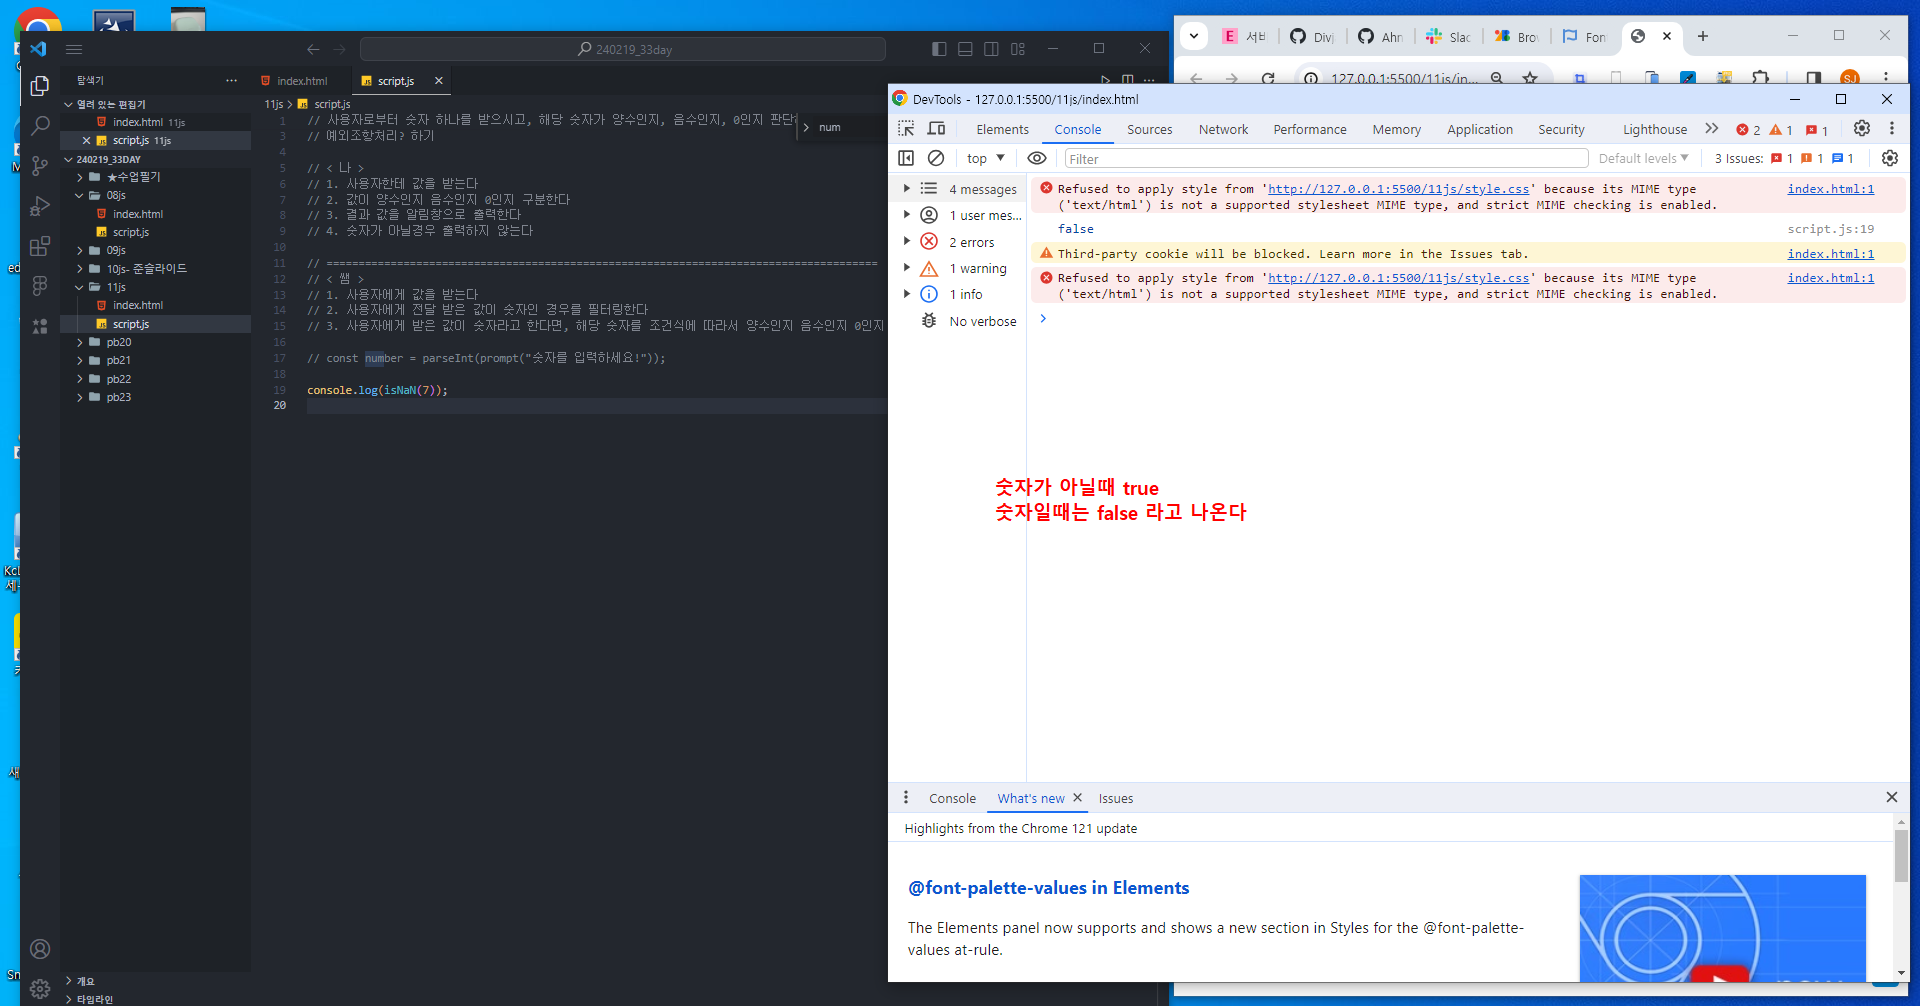 240219_33day
탐색기
index.html
script.js
열려 있는 편집기
index.html 11js
script.js 11js
240219_33DAY
★수업필기
08js
index.html
script.js
09js
10js- 준슬라이드
11js
index.html
script.js
pb20
pb21
pb22
pb23
개요
타임라인
11js > script.js
num
1 // 사용자로부터 숫자 하나를 받으시고, 해당 숫자가 양수인지, 음수인지, 0인지 판단
3 // 예외조항처리? 하기
4
5 // < 나 >
6 // 1. 사용자한테 값을 받는다
7 // 2. 값이 양수인지 음수인지 0인지 구분한다
8 // 3. 결과 값을 알림창으로 출력한다
9 // 4. 숫자가 아닐경우 출력하지 않는다
10
11 // ======================================================================================
12 // < 쌤 >
13 // 1. 사용자에게 값을 받는다
14 // 2. 사용자에게 전달 받은 값이 숫자인 경우를 필터링한다
15 // 3. 사용자에게 받은 값이 숫자라고 한다면, 해당 숫자를 조건식에 따라서 양수인지 음수인지 0인지
16
17 // const number = parseInt(prompt("숫자를 입력하세요!"));
18
19 console.log(isNaN(7));
20
서비
Divj
Ahn
Slac
Brow
Fon
127.0.0.1:5500/11js/in...
SJ
DevTools - 127.0.0.1:5500/11js/index.html
Elements Console Sources Network Performance Memory Application Security Lighthouse 2 1 1
top Filter Default levels 3 Issues: 1 1 1
4 messages
1 user mes...
2 errors
1 warning
1 info
No verbose
Refused to apply style from 'http://127.0.0.1:5500/11js/style.css' because its MIME type index.html:1
('text/html') is not a supported stylesheet MIME type, and strict MIME checking is enabled.
false script.js:19
Third-party cookie will be blocked. Learn more in the Issues tab. index.html:1
Refused to apply style from 'http://127.0.0.1:5500/11js/style.css' because its MIME type index.html:1
('text/html') is not a supported stylesheet MIME type, and strict MIME checking is enabled.
숫자가 아닐때 true
숫자일때는 false 라고 나온다
Console What's new Issues
Highlights from the Chrome 121 update
@font-palette-values in Elements
The Elements panel now supports and shows a new section in Styles for the @font-palette-
values at-rule.